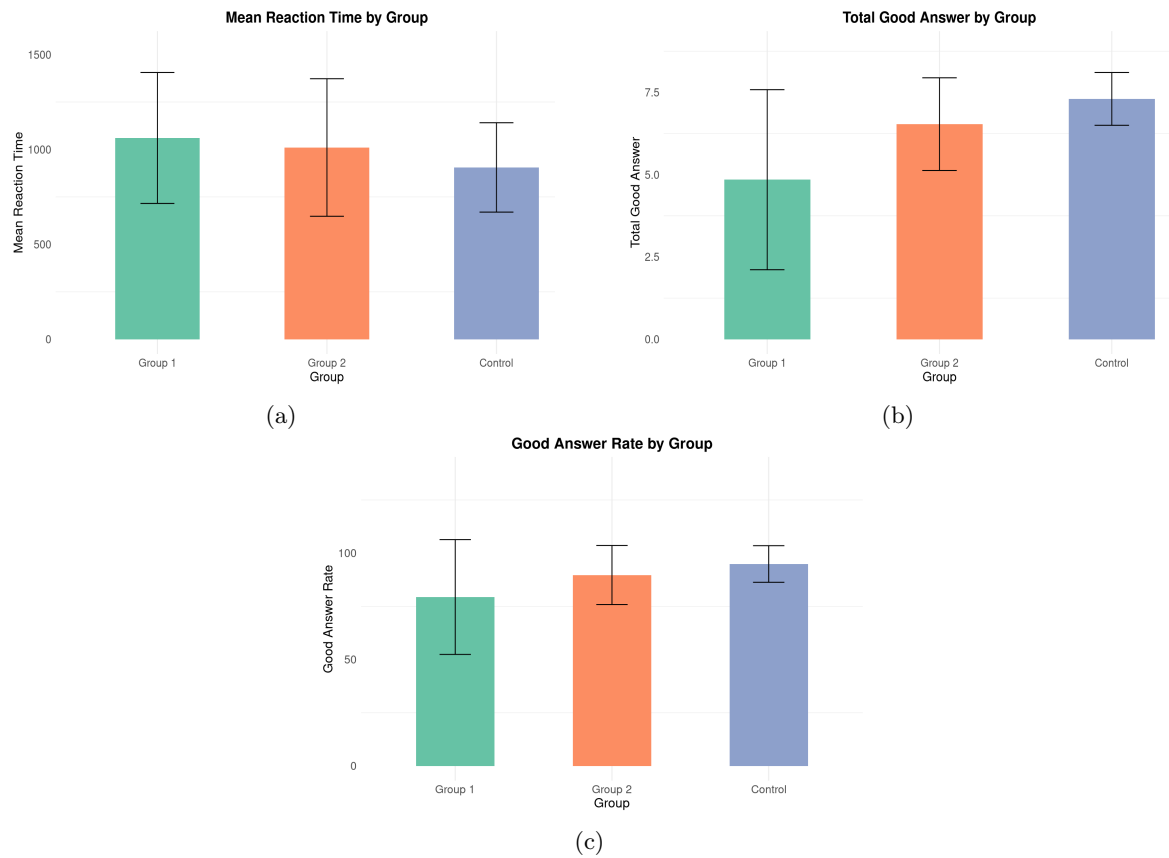 Mean Reaction Time by Group
1500
1000
500
0
Mean Reaction Time
Group 1 Group 2 Control
Group
(a)
Total Good Answer by Group
7.5
5.0
2.5
0.0
Total Good Answer
Group 1 Group 2 Control
Group
(b)
Good Answer Rate by Group
100
50
0
Good Answer Rate
Group 1 Group 2 Control
Group
(c)